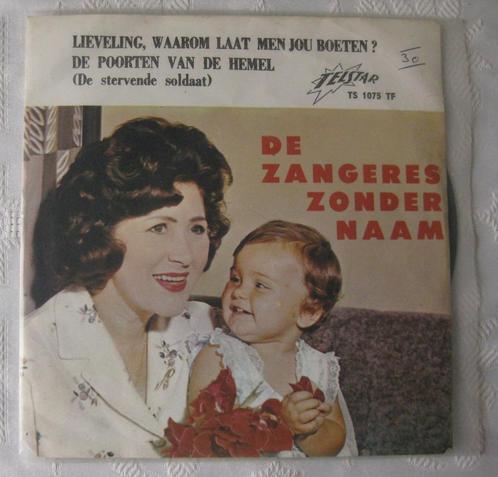 LIEVELING, WAAROM LAAT MEN JOU BOETEN?
DE POORTEN VAN DE HEMEL
(De stervende soldaat)
30
TELSTAR
TS 1075 TF
DE
ZANGERES
ZONDER
NAAM